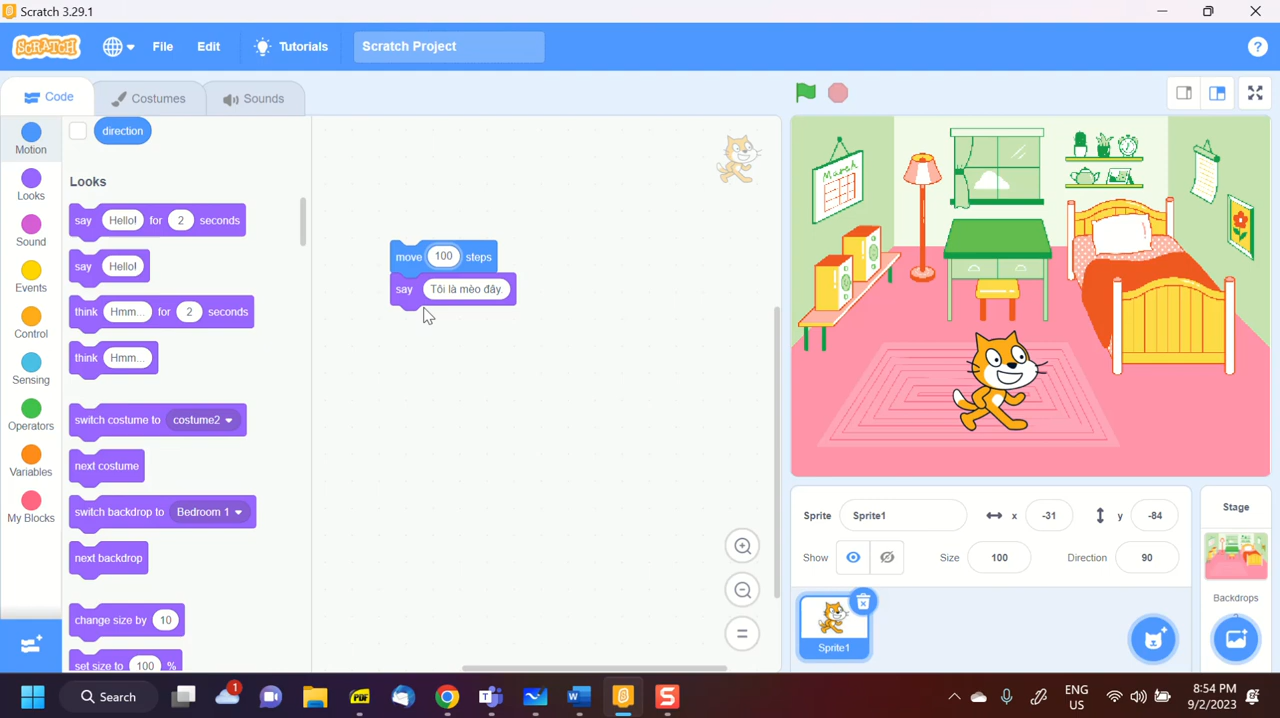 Scratch 3.29.1
SCRATCH
File
Edit
Tutorials
Scratch Project
?
Code
Costumes
Sounds
Motion
Looks
Sound
Events
Control
Sensing
Operators
Variables
My Blocks
direction
Looks
say Hello! for 2 seconds
say Hello!
think Hmm... for 2 seconds
think Hmm...
switch costume to costume2
next costume
switch backdrop to Bedroom 1
next backdrop
change size by 10
set size to 100 %
move 100 steps
say Tôi là mèo đây.
March
Sprite Sprite1 x -31 y -84
Show Size 100 Direction 90
Sprite1
Stage
Backdrops
Search
1
PDF
ENG
US
8:54 PM
9/2/2023